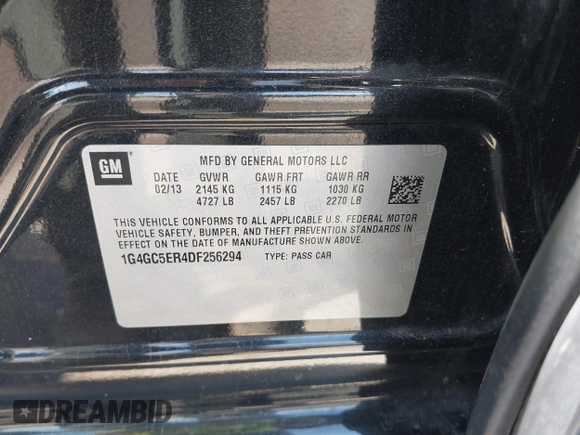 GM
MFD BY GENERAL MOTORS LLC
DATE GVWR GAWR FRT GAWR RR
02/13 2145 KG 1115 KG 1030 KG
4727 LB 2457 LB 2270 LB
THIS VEHICLE CONFORMS TO ALL APPLICABLE U.S. FEDERAL MOTOR
VEHICLE SAFETY, BUMPER, AND THEFT PREVENTION STANDARDS IN
EFFECT ON THE DATE OF MANUFACTURE SHOWN ABOVE.
1G4GC5ER4DF256294 TYPE: PASS CAR
DREAMBID